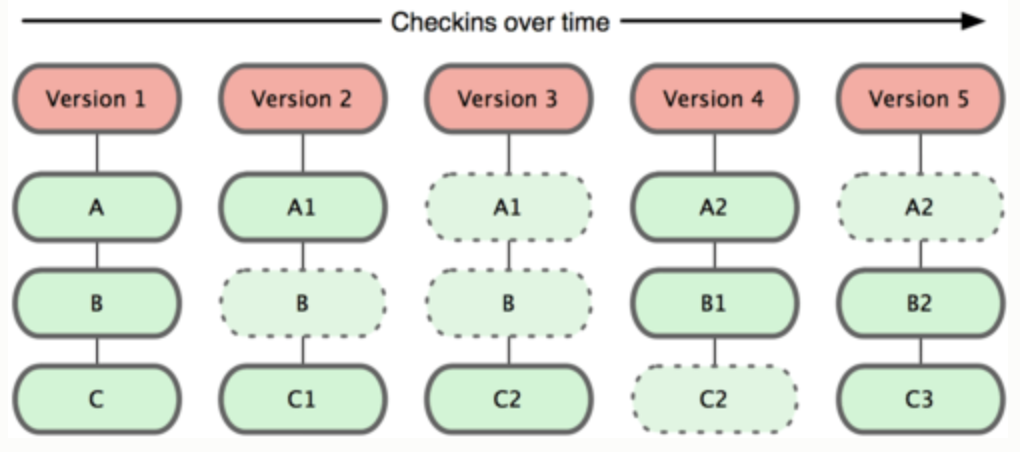 Checkins over time
Version 1 Version 2 Version 3 Version 4 Version 5
A A1 A1 A2 A2
B B B B1 B2
C C1 C2 C2 C3